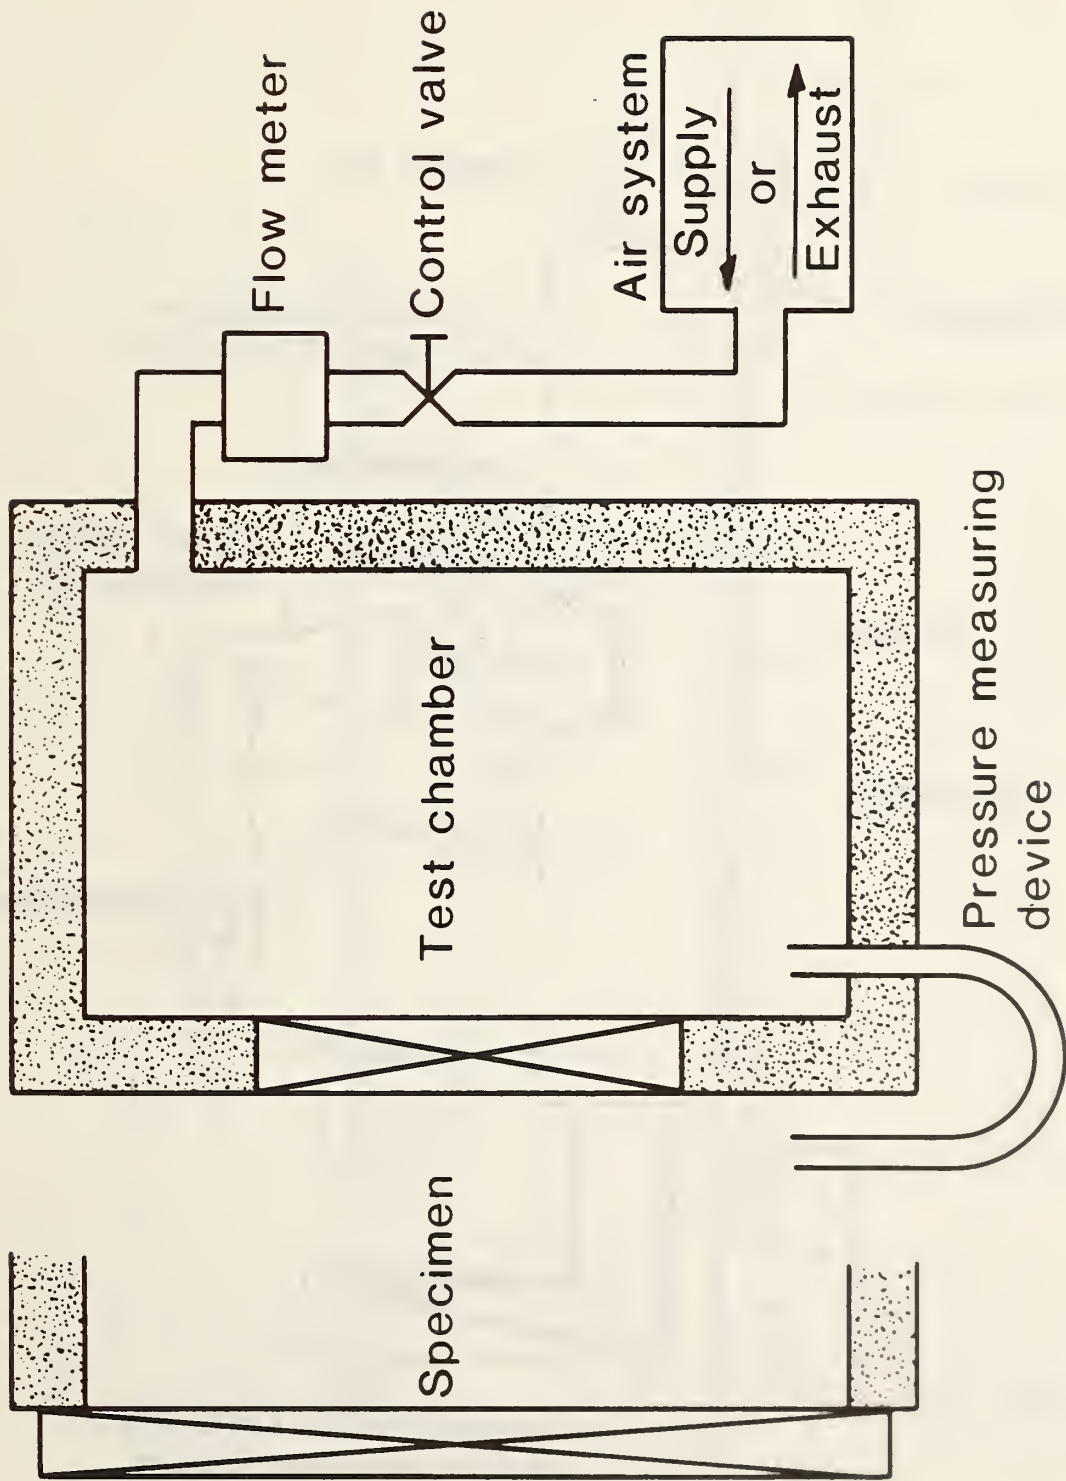 Specimen
Test chamber
Pressure measuring
device
Flow meter
Control valve
Air system
Supply
or
Exhaust